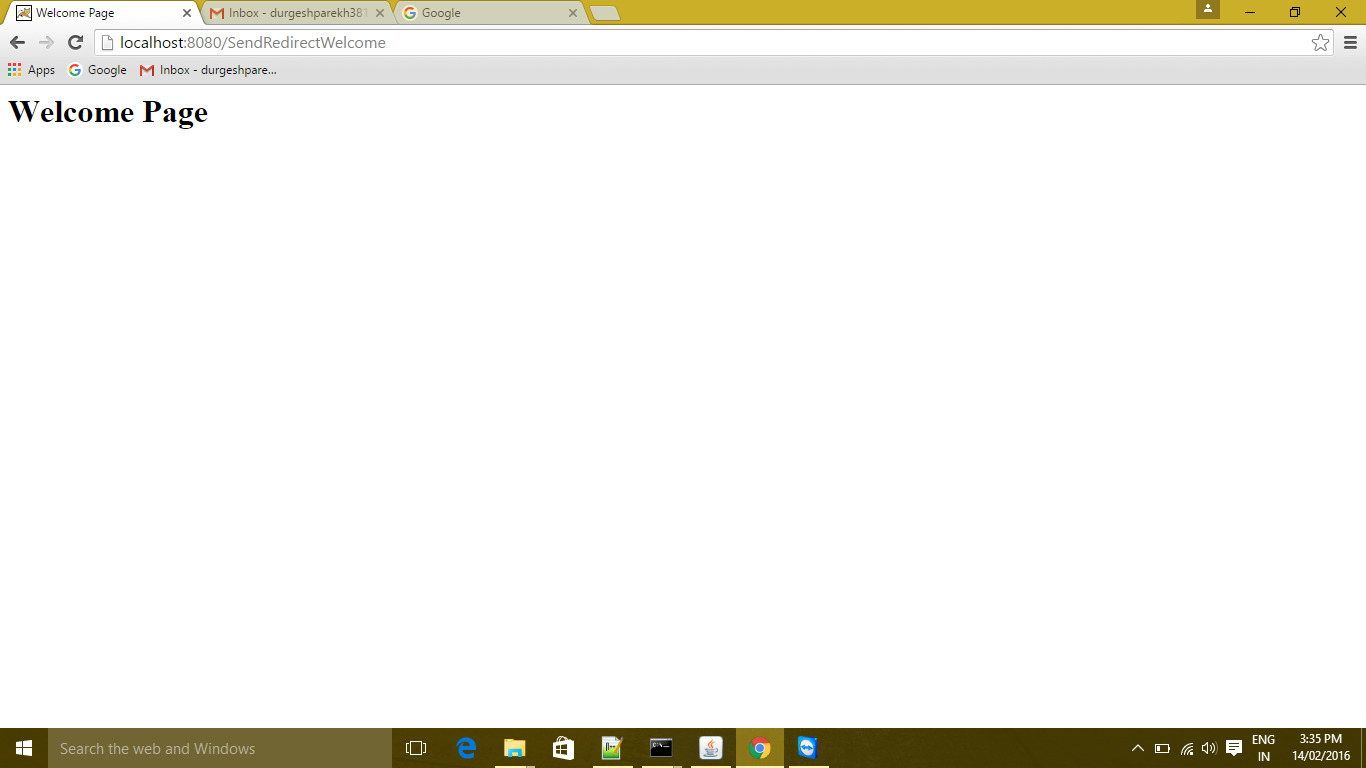 Welcome Page
Inbox - durgeshparekh381
Google
localhost:8080/SendRedirectWelcome
Apps
Google
Inbox - durgeshpare...
Welcome Page
Search the web and Windows
ENG
IN
3:35 PM
14/02/2016